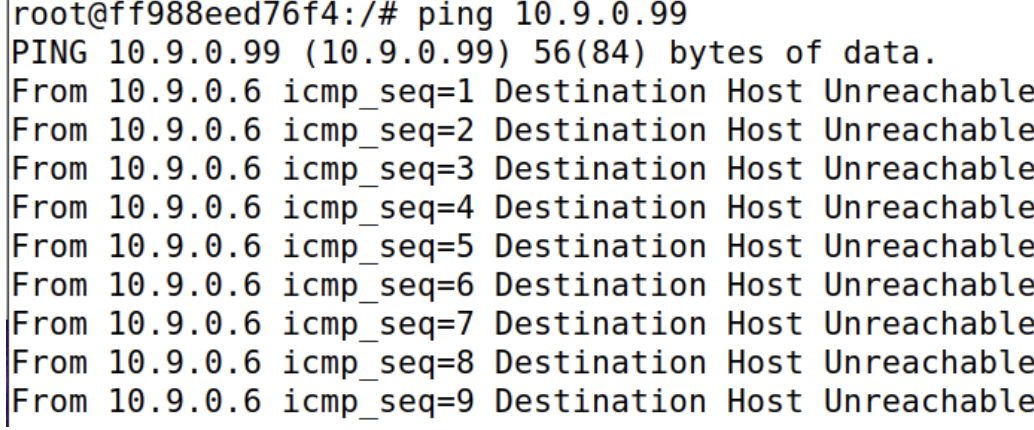 root@ff988eed76f4:/# ping 10.9.0.99
PING 10.9.0.99 (10.9.0.99) 56(84) bytes of data.
From 10.9.0.6 icmp_seq=1 Destination Host Unreachable
From 10.9.0.6 icmp_seq=2 Destination Host Unreachable
From 10.9.0.6 icmp_seq=3 Destination Host Unreachable
From 10.9.0.6 icmp_seq=4 Destination Host Unreachable
From 10.9.0.6 icmp_seq=5 Destination Host Unreachable
From 10.9.0.6 icmp_seq=6 Destination Host Unreachable
From 10.9.0.6 icmp_seq=7 Destination Host Unreachable
From 10.9.0.6 icmp_seq=8 Destination Host Unreachable
From 10.9.0.6 icmp_seq=9 Destination Host Unreachable